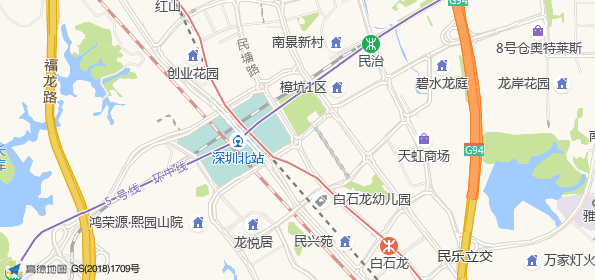 红山
南景新村
民治
8号仓奥特莱斯
民塘路
创业花园
福龙路
樟坑1区
碧水龙庭
龙岸花园
G94
G94
深圳北站
天虹商场
5号线
环中线
白石龙幼儿园
鸿荣源·熙园山院
龙悦居
民兴苑
白石龙
民乐立交
万家灯火
雅
南
高德地图 GS(2018)1709号